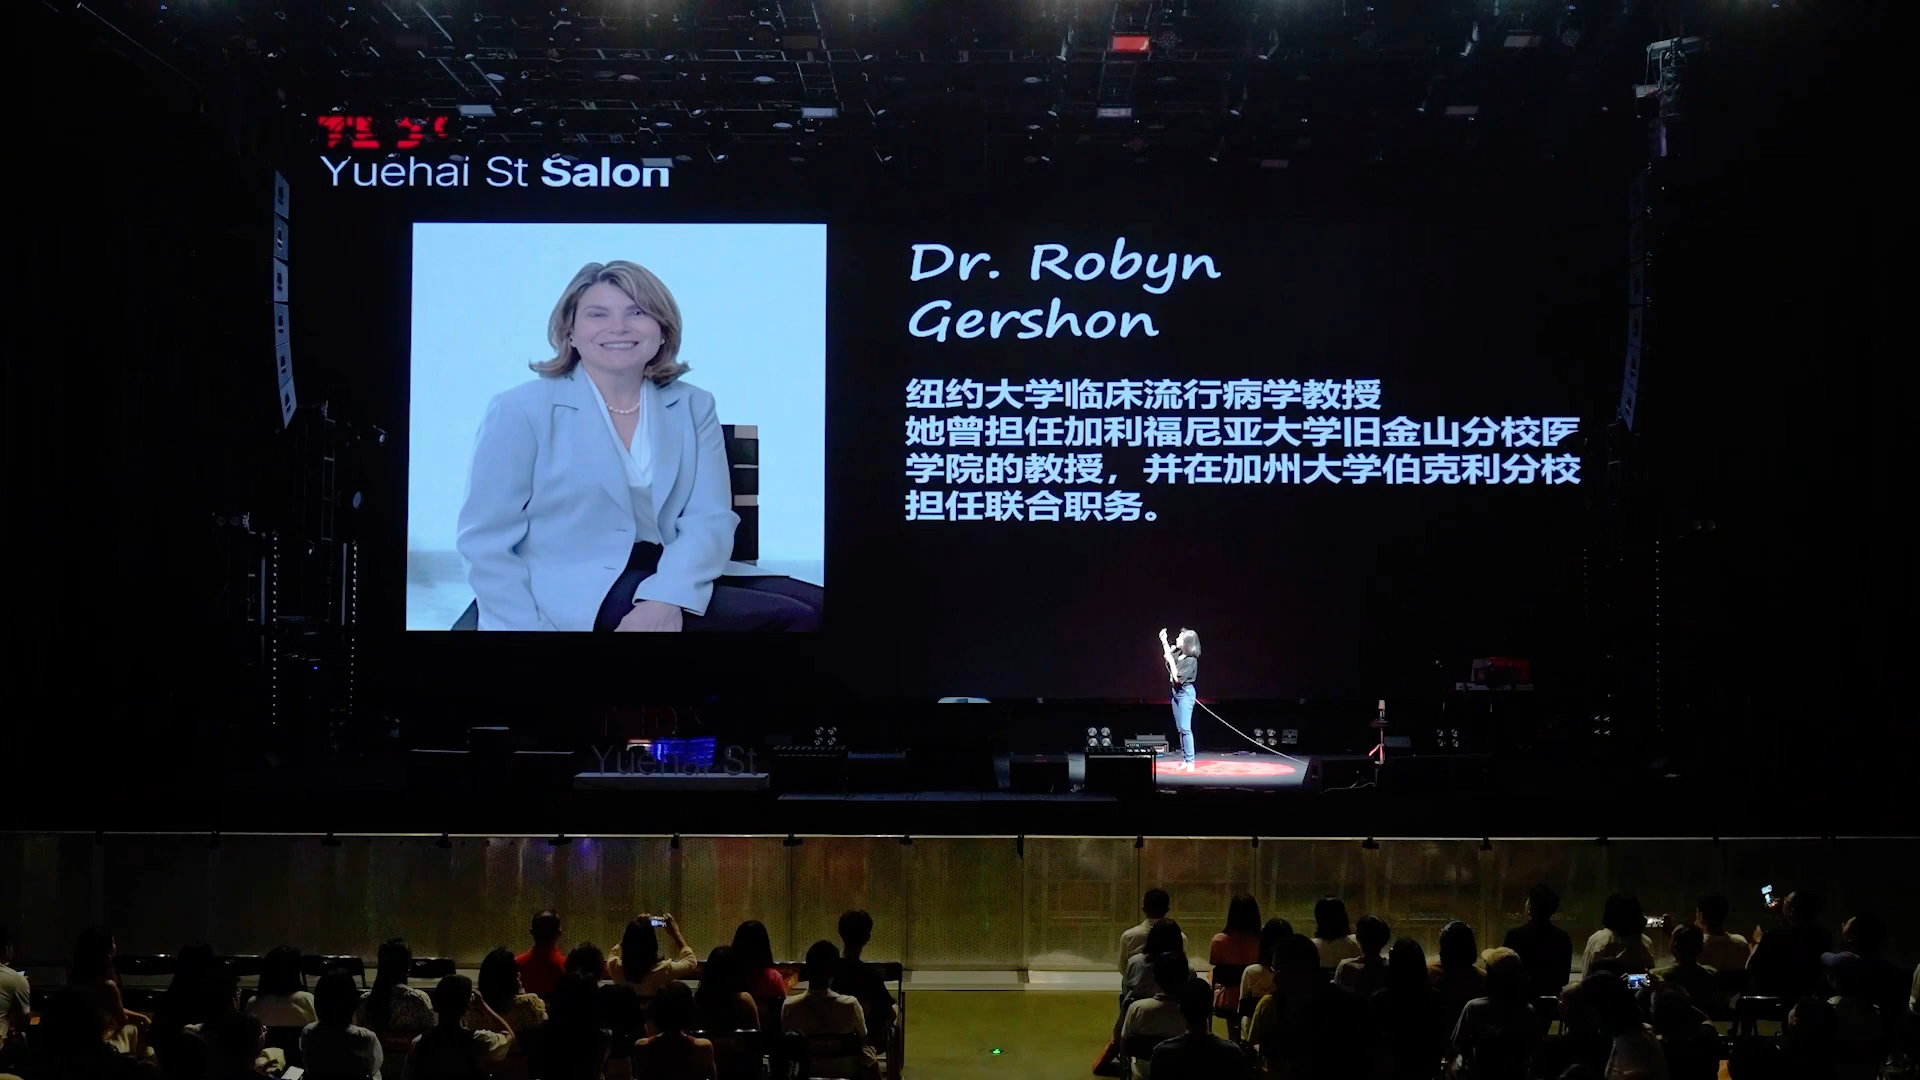 Yuehai St Salon
Dr. Robyn
Gershon
纽约大学临床流行病学教授
她曾担任加利福尼亚大学旧金山分校医
学院的教授，并在加州大学伯克利分校
担任联合职务。
Yuehai St